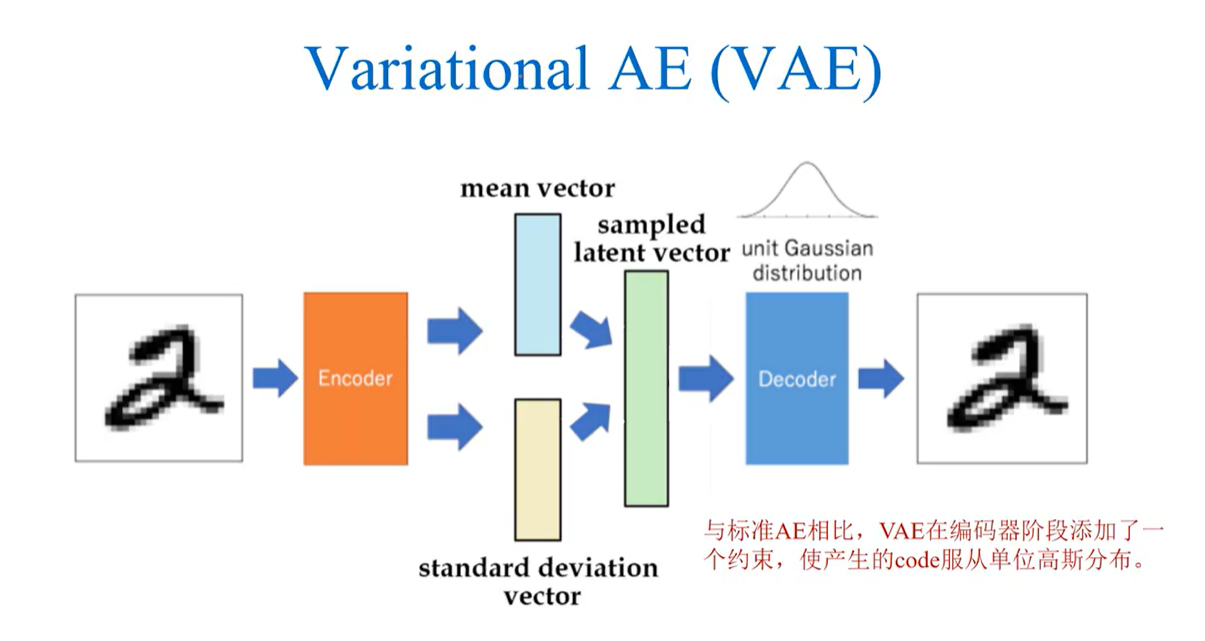 Variational AE (VAE)
mean vector
sampled
latent vector
unit Gaussian
distribution
Encoder
Decoder
standard deviation
vector
与标准AE相比，VAE在编码器阶段添加了一
个约束，使产生的code服从单位高斯分布。